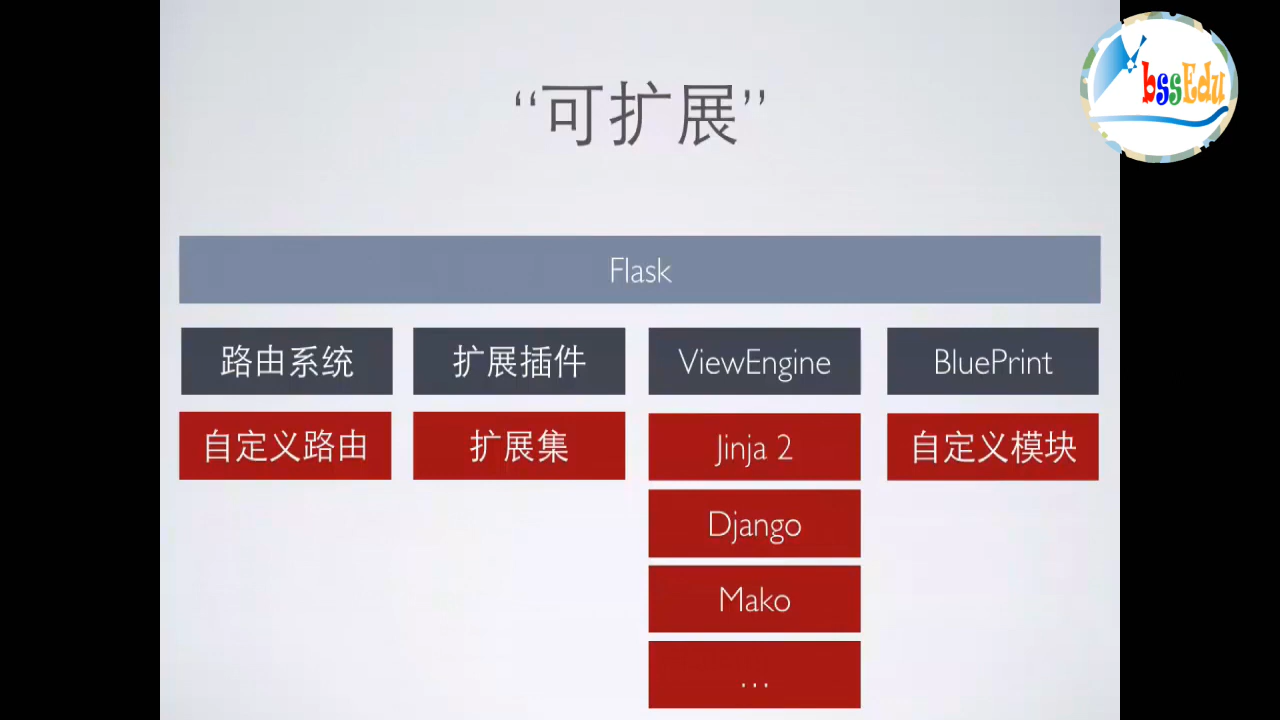 bssEdu
“可扩展”
Flask
路由系统 扩展插件 ViewEngine BluePrint
自定义路由 扩展集 Jinja 2 自定义模块
Django
Mako
...